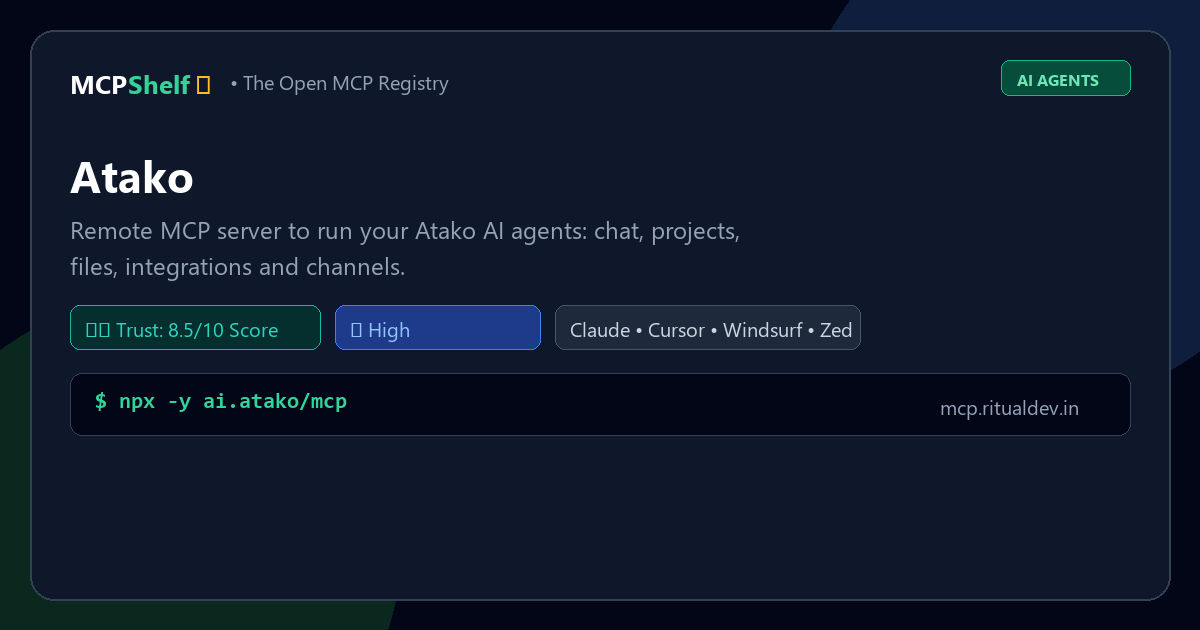 MCPShelf • The Open MCP Registry
AI AGENTS
Atako
Remote MCP server to run your Atako AI agents: chat, projects,
files, integrations and channels.
Trust: 8.5/10 Score
High
Claude • Cursor • Windsurf • Zed
$ npx -y ai.atako/mcp
mcp.ritualdev.in